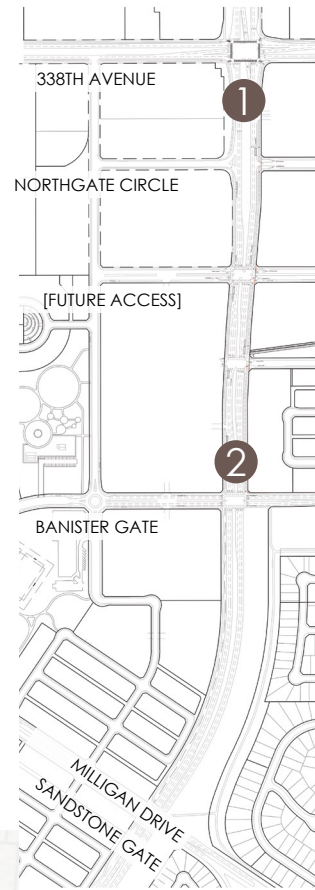 338TH AVENUE
1
NORTHGATE CIRCLE
[FUTURE ACCESS]
2
BANISTER GATE
MILLIGAN DRIVE
SANDSTONE GATE